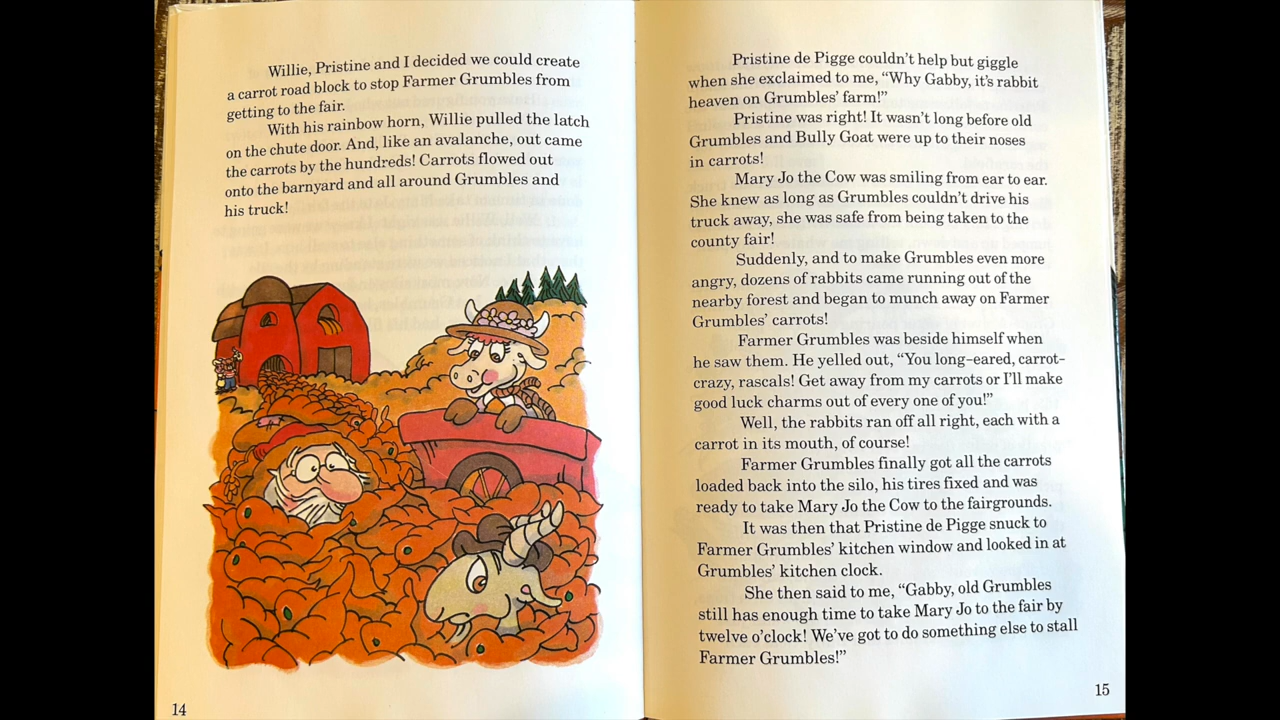 Willie, Pristine and I decided we could create
a carrot road block to stop Farmer Grumbles from
getting to the fair.
With his rainbow horn, Willie pulled the latch
on the chute door. And, like an avalanche, out came
the carrots by the hundreds! Carrots flowed out
onto the barnyard and all around Grumbles and
his truck!
14
Pristine de Pigge couldn't help but giggle
when she exclaimed to me, "Why Gabby, it's rabbit
heaven on Grumbles' farm!"
Pristine was right! It wasn't long before old
Grumbles and Bully Goat were up to their noses
in carrots!
Mary Jo the Cow was smiling from ear to ear.
She knew as long as Grumbles couldn't drive his
truck away, she was safe from being taken to the
county fair!
Suddenly, and to make Grumbles even more
angry, dozens of rabbits came running out of the
nearby forest and began to munch away on Farmer
Grumbles' carrots!
Farmer Grumbles was beside himself when
he saw them. He yelled out, "You long-eared, carrot-
crazy, rascals! Get away from my carrots or I'll make
good luck charms out of every one of you!"
Well, the rabbits ran off all right, each with a
carrot in its mouth, of course!
Farmer Grumbles finally got all the carrots
loaded back into the silo, his tires fixed and was
ready to take Mary Jo the Cow to the fairgrounds.
It was then that Pristine de Pigge snuck to
Farmer Grumbles' kitchen window and looked in at
Grumbles' kitchen clock.
She then said to me, "Gabby, old Grumbles
still has enough time to take Mary Jo to the fair by
twelve o'clock! We've got to do something else to stall
Farmer Grumbles!"
15